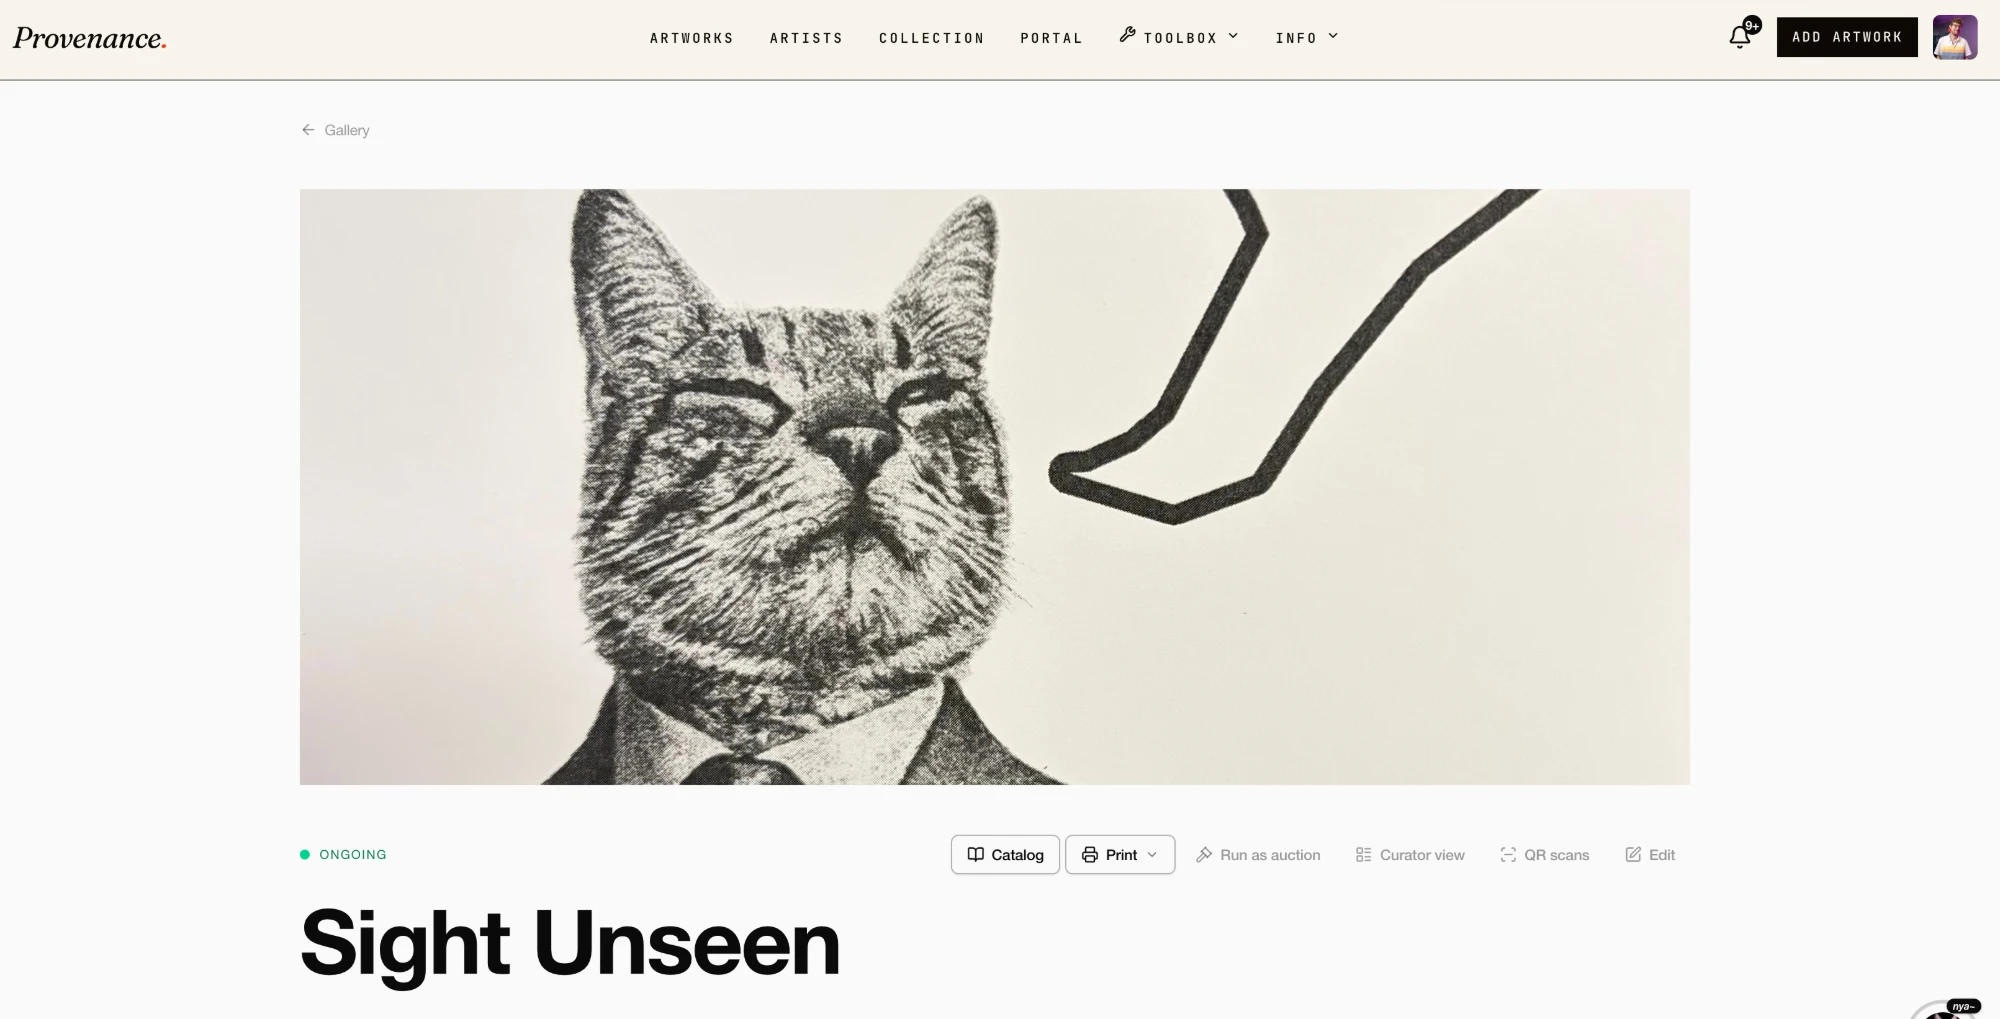 Provenance.
ARTWORKS ARTISTS COLLECTION PORTAL TOOLBOX INFO
9+
ADD ARTWORK
Gallery
ONGOING
Catalog Print Run as auction Curator view QR scans Edit
Sight Unseen
nya~